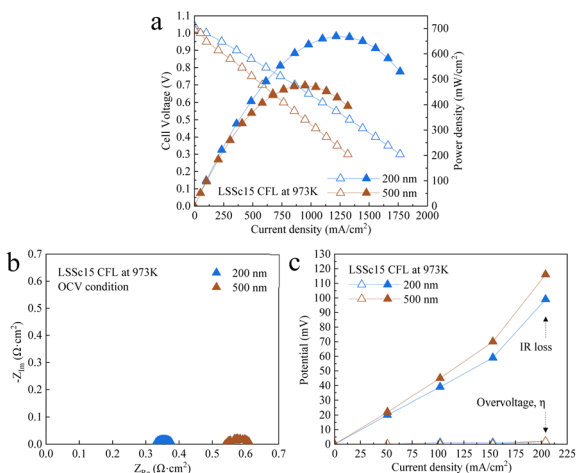 a
1.1
1.0
0.9
0.8
0.7
0.6
0.5
0.4
0.3
0.2
0.1
0.0
Cell Voltage (V)
700
600
500
400
300
200
100
0
Power density (mW/cm²)
200 nm
LSSc15 CFL at 973K 500 nm
0 250 500 750 1000 1250 1500 1750 2000
Current density (mA/cm²)
b
0.7
0.6
0.5
0.4
0.3
0.2
0.1
0.0
-Z_Im (Ω·cm²)
LSSc15 CFL at 973K 200 nm
OCV condition 500 nm
0.0 0.1 0.2 0.3 0.4 0.5 0.6 0.7
(Ω·cm²)
c
130
120
110
100
90
80
70
60
50
40
30
20
10
0
Potential (mV)
LSSc15 CFL at 973K
200 nm
500 nm
IR loss
Overvoltage, η
0 25 50 75 100 125 150 175 200 225
Current density (mA/cm²)